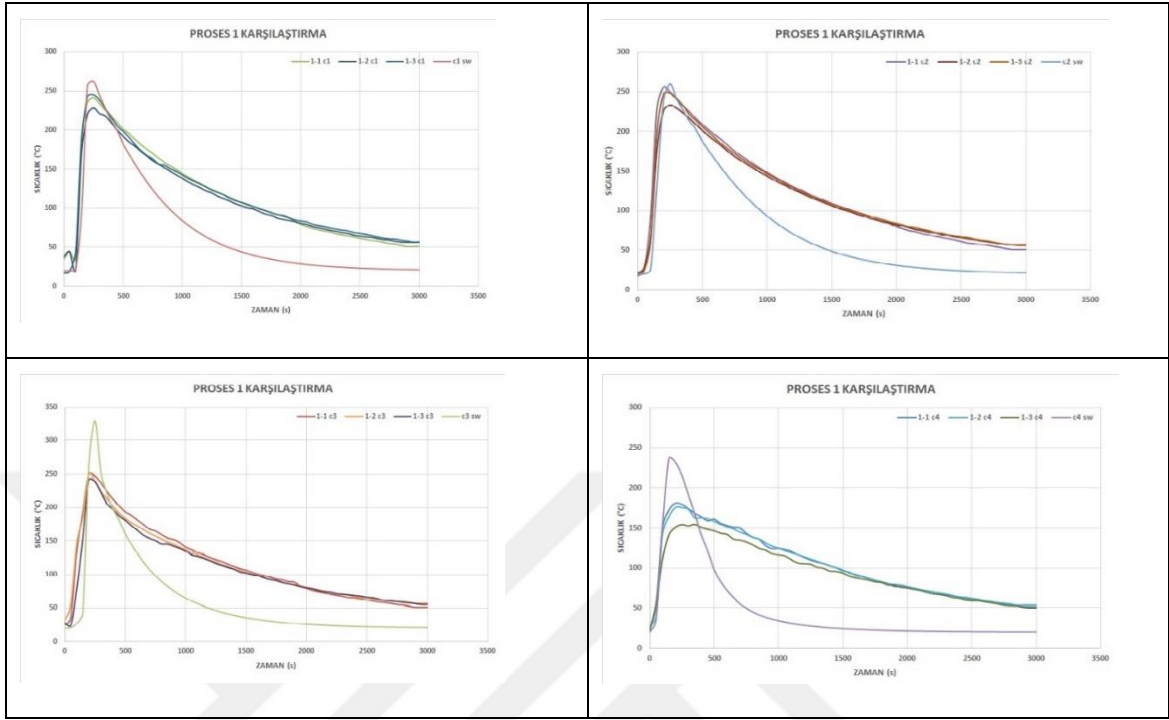 PROSES 1 KARŞILAŞTIRMA
1-1 c1 1-2 c1 1-3 c1 c1 sw
300
250
200
150
100
50
0
SICAKLIK (°C)
0 500 1000 1500 2000 2500 3000 3500
ZAMAN (s)
PROSES 1 KARŞILAŞTIRMA
1-1 c2 1-2 c2 1-3 c2 c2 sw
300
250
200
150
100
50
0
SICAKLIK (°C)
0 500 1000 1500 2000 2500 3000 3500
ZAMAN (s)
PROSES 1 KARŞILAŞTIRMA
1-1 c3 1-2 c3 1-3 c3 c3 sw
350
300
250
200
150
100
50
0
SICAKLIK (°C)
0 500 1000 1500 2000 2500 3000 3500
ZAMAN (s)
PROSES 1 KARŞILAŞTIRMA
1-1 c4 1-2 c4 1-3 c4 c4 sw
300
250
200
150
100
50
0
SICAKLIK (°C)
0 500 1000 1500 2000 2500 3000 3500
ZAMAN (s)